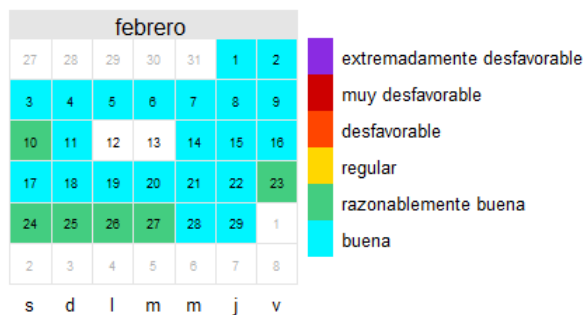 febrero
27 28 29 30 31 1 2
3 4 5 6 7 8 9
10 11 12 13 14 15 16
17 18 19 20 21 22 23
24 25 26 27 28 29 1
2 3 4 5 6 7 8
s d l m m j v
extremadamente desfavorable
muy desfavorable
desfavorable
regular
razonablemente buena
buena